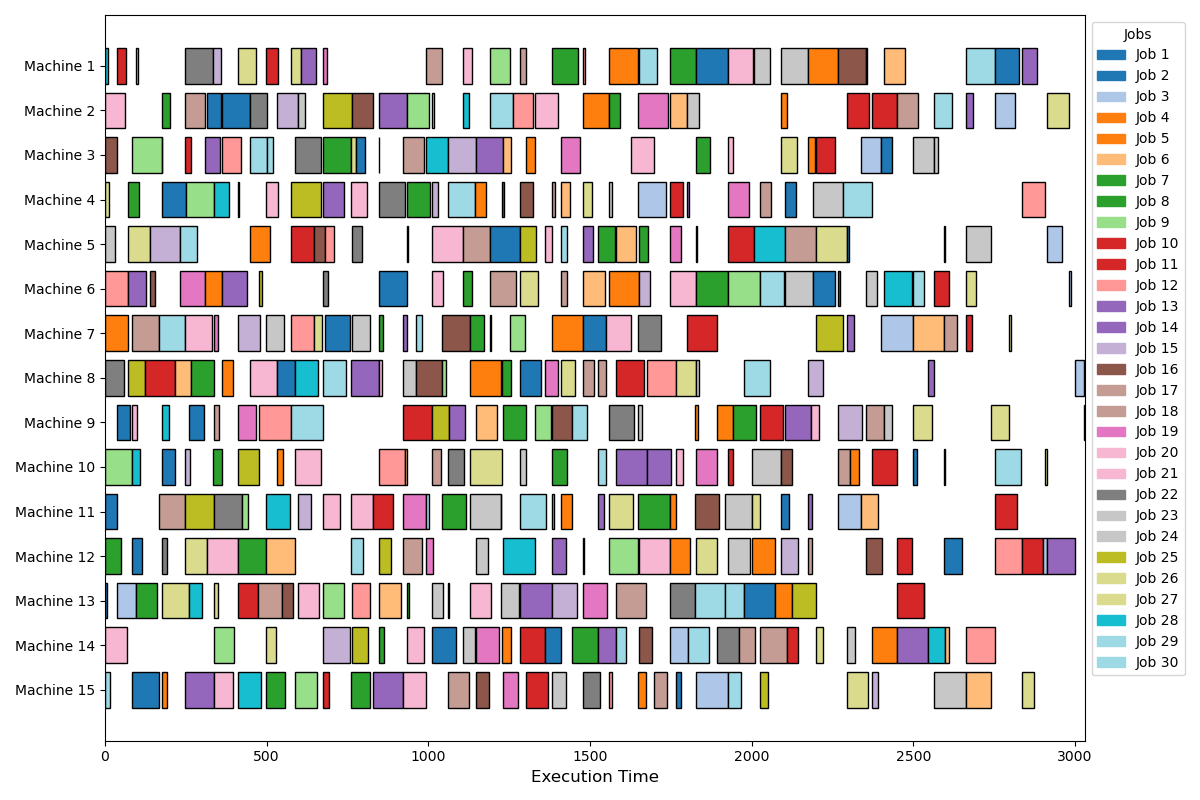 Machine 1
Machine 2
Machine 3
Machine 4
Machine 5
Machine 6
Machine 7
Machine 8
Machine 9
Machine 10
Machine 11
Machine 12
Machine 13
Machine 14
Machine 15
0 500 1000 1500 2000 2500 3000
Execution Time
Jobs
Job 1
Job 2
Job 3
Job 4
Job 5
Job 6
Job 7
Job 8
Job 9
Job 10
Job 11
Job 12
Job 13
Job 14
Job 15
Job 16
Job 17
Job 18
Job 19
Job 20
Job 21
Job 22
Job 23
Job 24
Job 25
Job 26
Job 27
Job 28
Job 29
Job 30